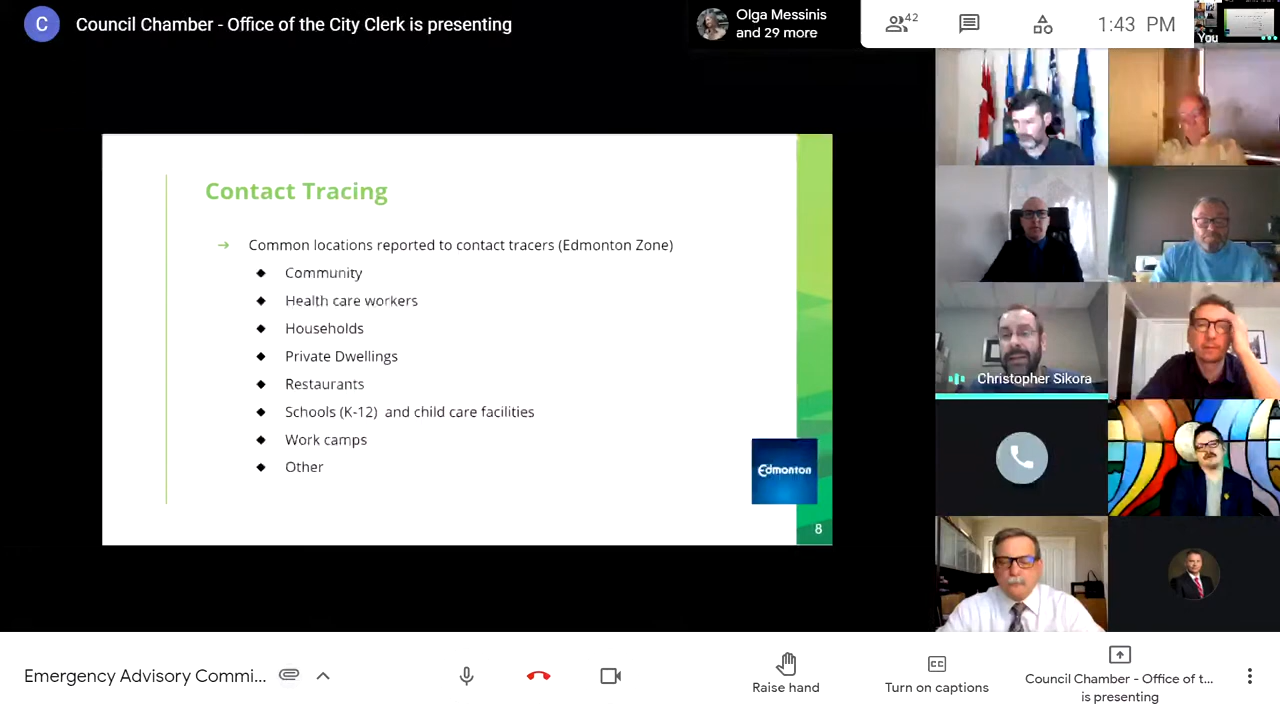 C
Council Chamber - Office of the City Clerk is presenting
Olga Messinis
and 29 more
42
1:43 PM
You
Contact Tracing
→ Common locations reported to contact tracers (Edmonton Zone)
◆ Community
◆ Health care workers
◆ Households
◆ Private Dwellings
◆ Restaurants
◆ Schools (K-12) and child care facilities
◆ Work camps
◆ Other
Edmonton
8
Christopher Sikora
Emergency Advisory Commi...
Raise hand
Turn on captions
Council Chamber - Office of t...
is presenting